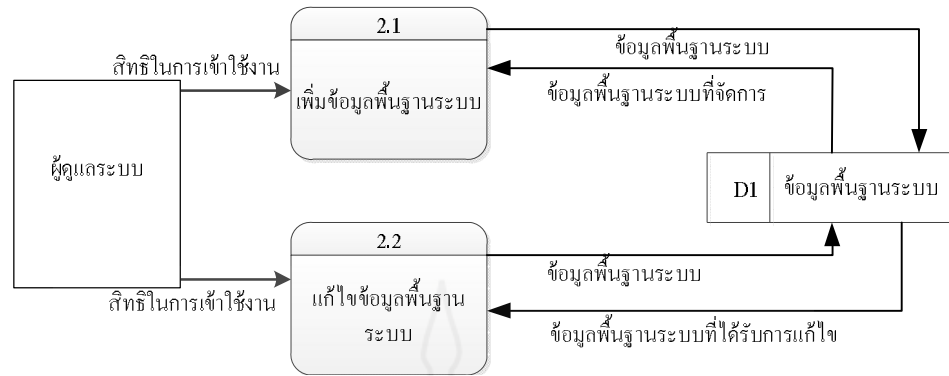 2.1
ข้อมูลพื้นฐานระบบ
สิทธิในการเข้าใช้งาน
เพิ่มข้อมูลพื้นฐานระบบ
ข้อมูลพื้นฐานระบบที่จัดการ
ผู้ดูแลระบบ
D1
ข้อมูลพื้นฐานระบบ
2.2
ข้อมูลพื้นฐานระบบ
สิทธิในการเข้าใช้งาน
แก้ไขข้อมูลพื้นฐาน
ระบบ
ข้อมูลพื้นฐานระบบที่ได้รับการแก้ไข